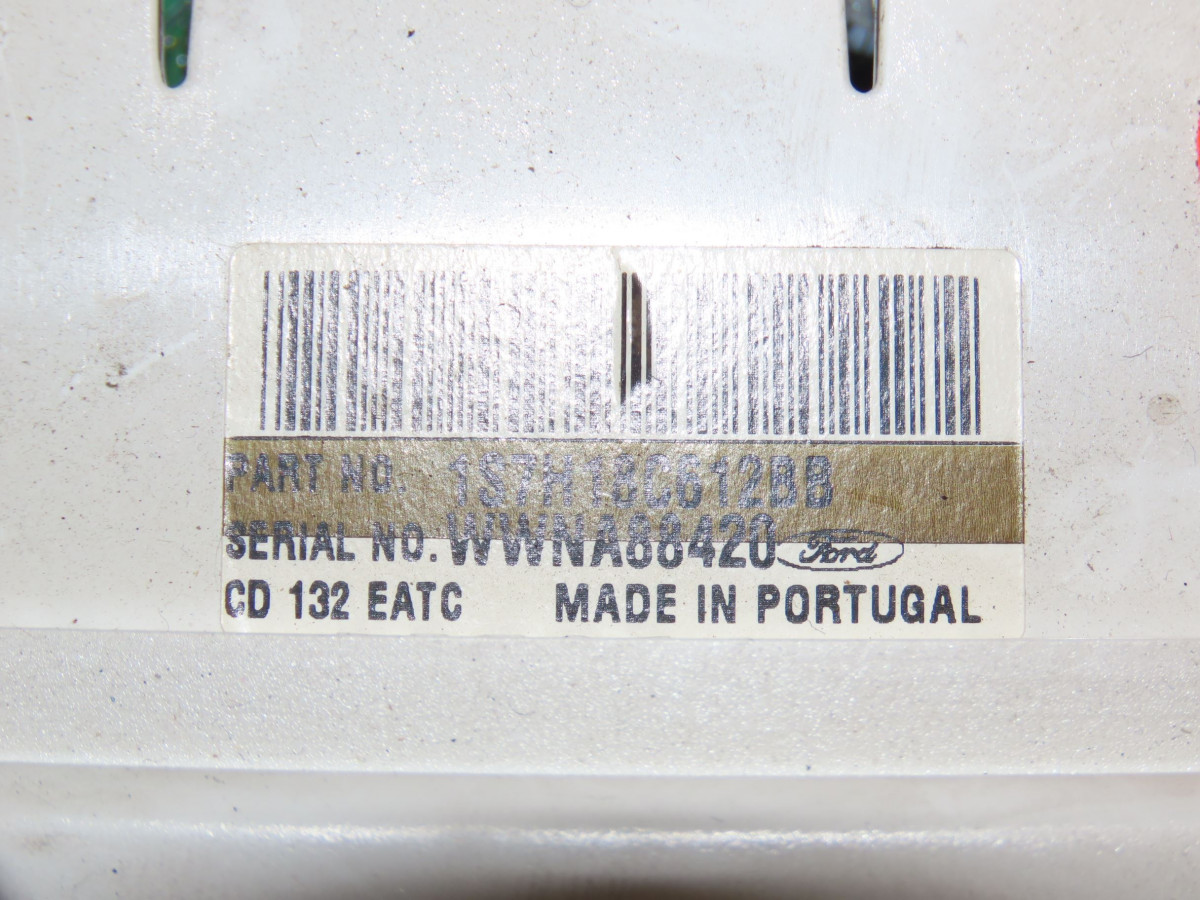 PART NO. 1S7H18C612BB
SERIAL NO. WWNA88420 Ford
CD 132 EATC MADE IN PORTUGAL